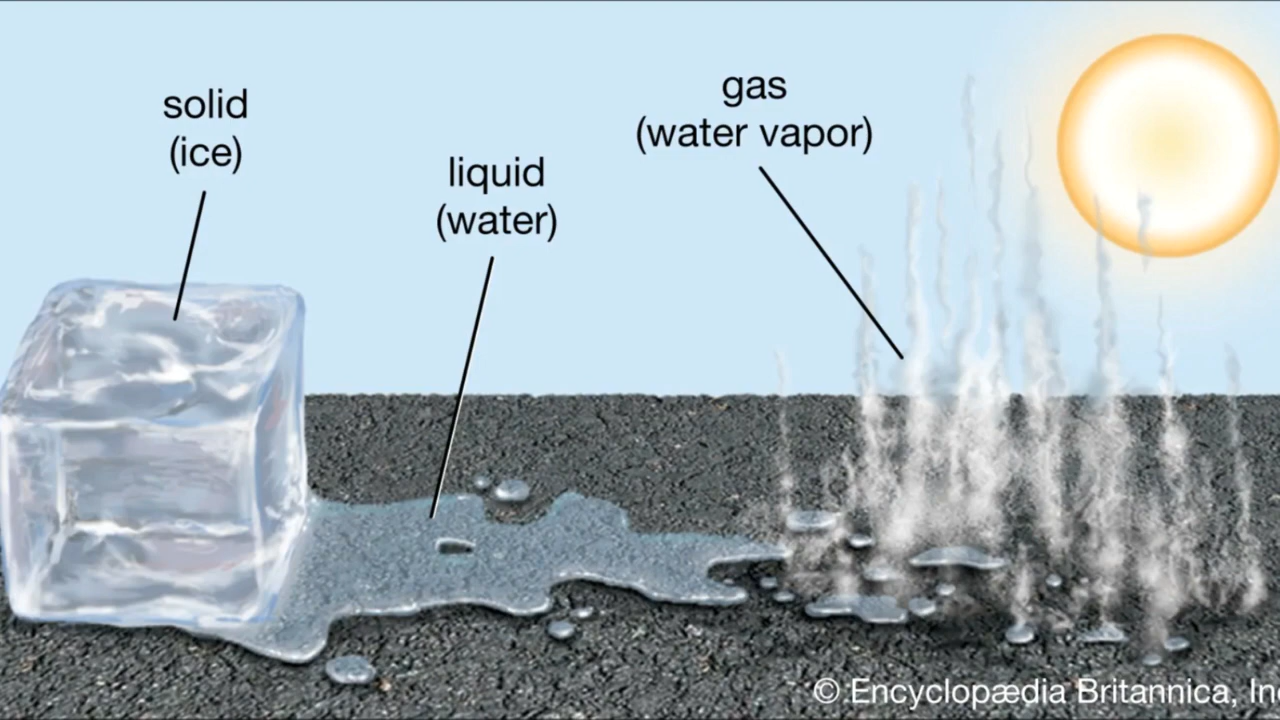 solid
(ice)
liquid
(water)
gas
(water vapor)
© Encyclopædia Britannica, Inc